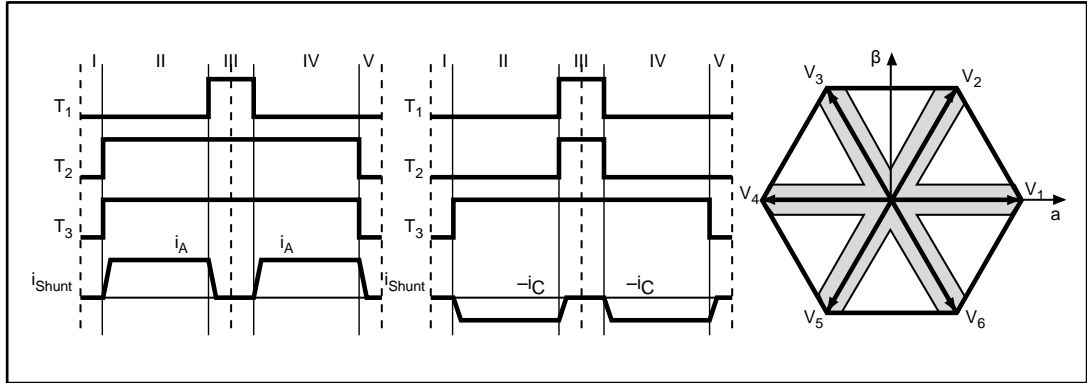 I II III IV V
T1
T2
T3
iShunt
iA iA
I II III IV V
T1
T2
T3
iShunt
–iC –iC
β
V3 V2
V4 V1
a
V5 V6